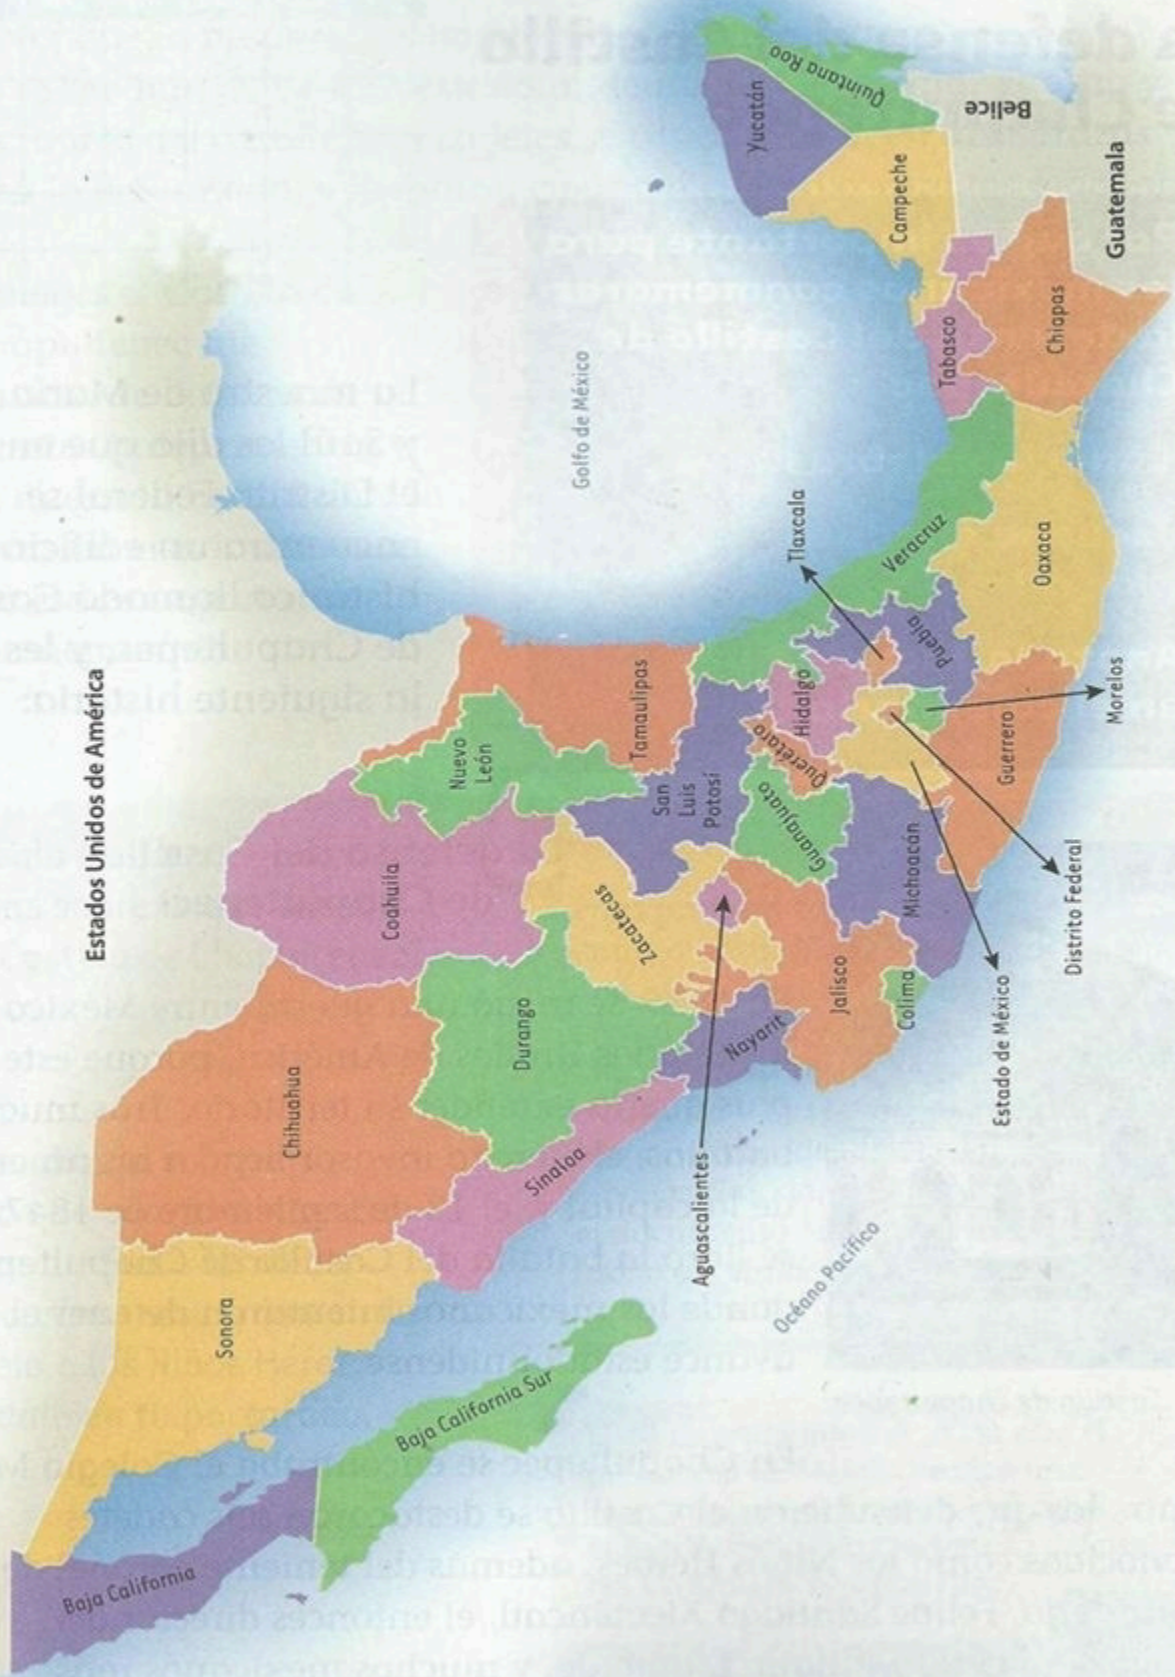 Estados Unidos de América
Baja California
Baja California Sur
Sonora
Chihuahua
Coahuila
Nuevo
León
Tamaulipas
Sinaloa
Durango
Zacatecas
San
Luis
Potosí
Nayarit
Aguascalientes
Jalisco
Colima
Guanajuato
Querétaro
Hidalgo
Michoacán
Estado de México
Distrito Federal
Morelos
Tlaxcala
Puebla
Veracruz
Guerrero
Oaxaca
Tabasco
Chiapas
Campeche
Yucatán
Quintana Roo
Belice
Guatemala
Golfo de México
Océano Pacífico